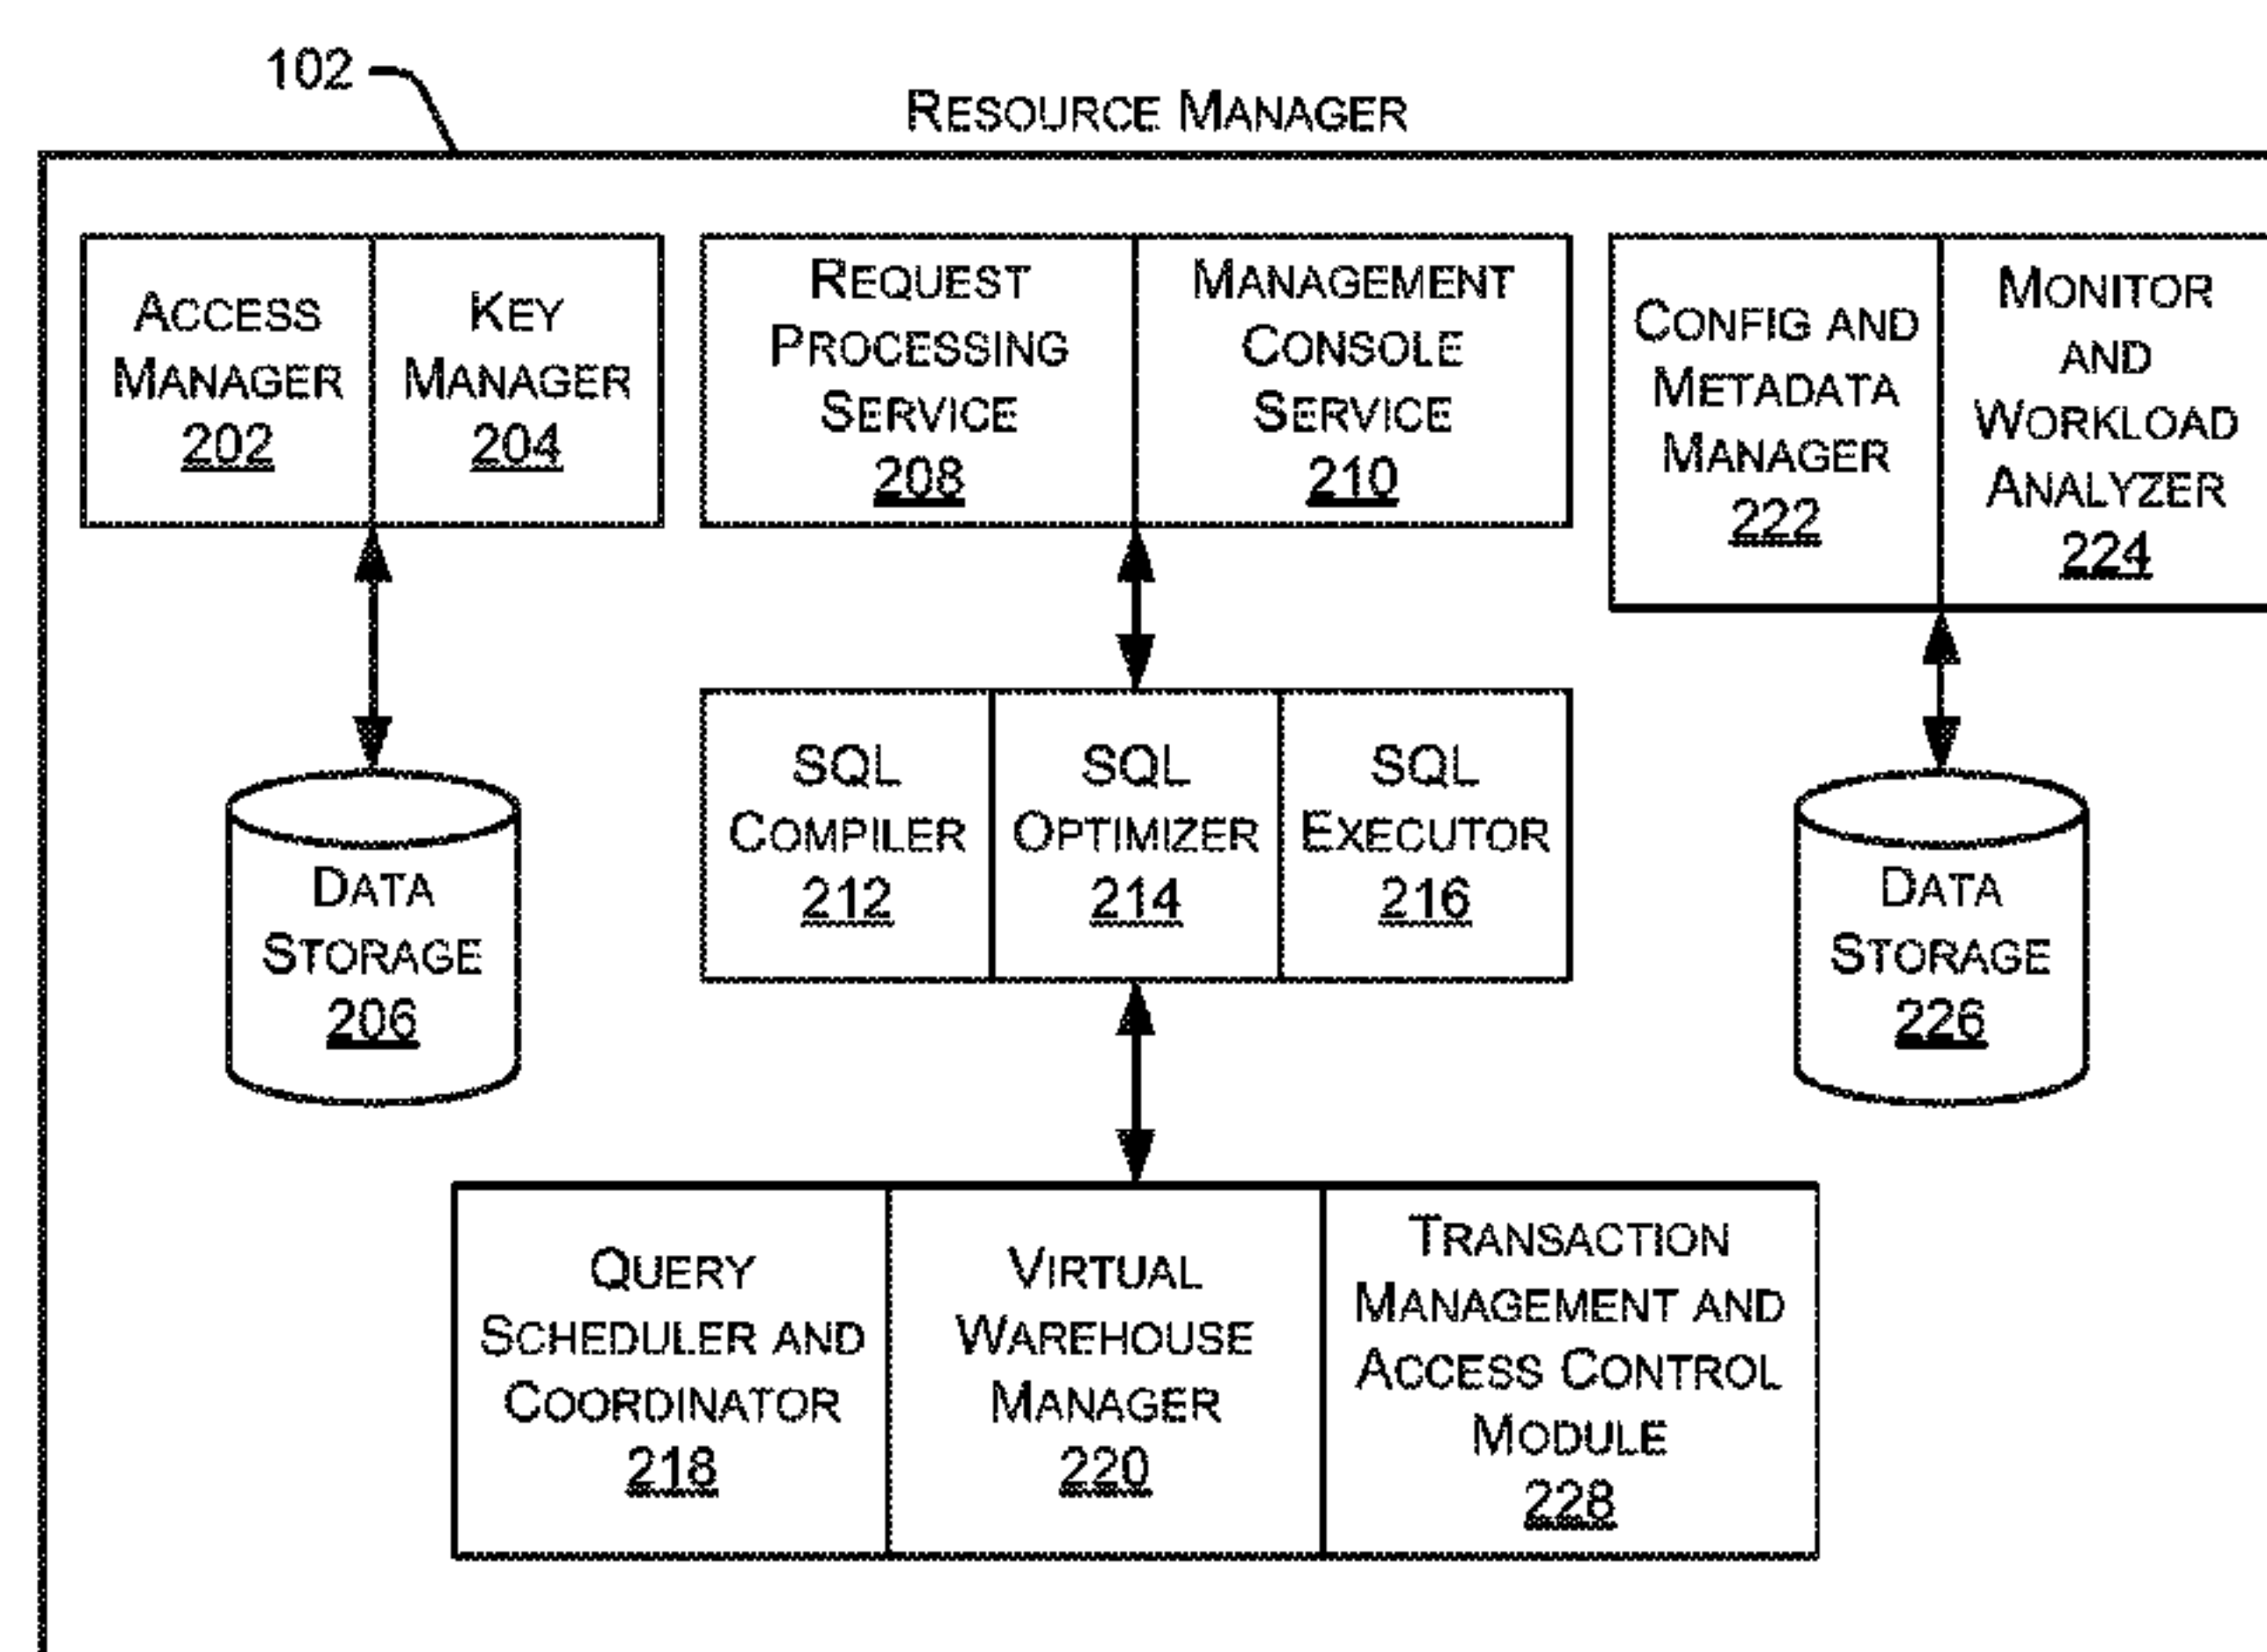 102
RESOURCE MANAGER
ACCESS
MANAGER
202
KEY
MANAGER
204
REQUEST
PROCESSING
SERVICE
208
MANAGEMENT
CONSOLE
SERVICE
210
CONFIG AND
METADATA
MANAGER
222
MONITOR
AND
WORKLOAD
ANALYZER
224
DATA
STORAGE
206
SQL
COMPILER
212
SQL
OPTIMIZER
214
SQL
EXECUTOR
216
DATA
STORAGE
226
QUERY
SCHEDULER AND
COORDINATOR
218
VIRTUAL
WAREHOUSE
MANAGER
220
TRANSACTION
MANAGEMENT AND
ACCESS CONTROL
MODULE
228